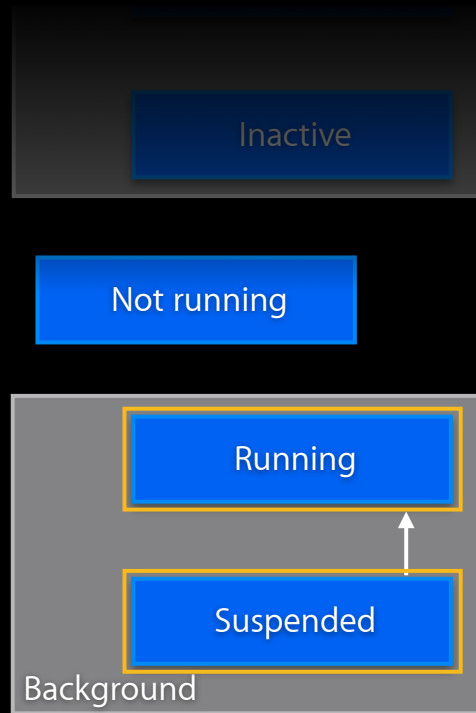 Inactive
Not running
Running
Suspended
Background